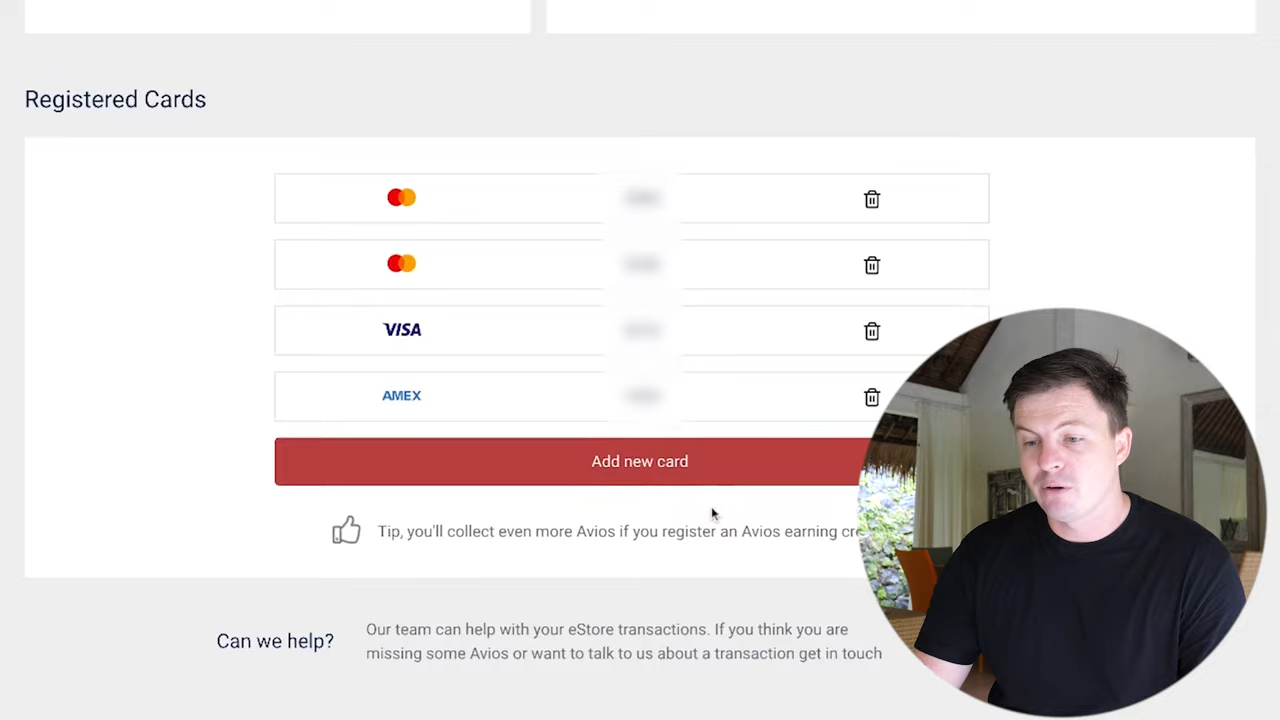 Registered Cards
VISA
AMEX
Add new card
Tip, you'll collect even more Avios if you register an Avios earning
Can we help?
Our team can help with your eStore transactions. If you think you are
missing some Avios or want to talk to us about a transaction get in touch